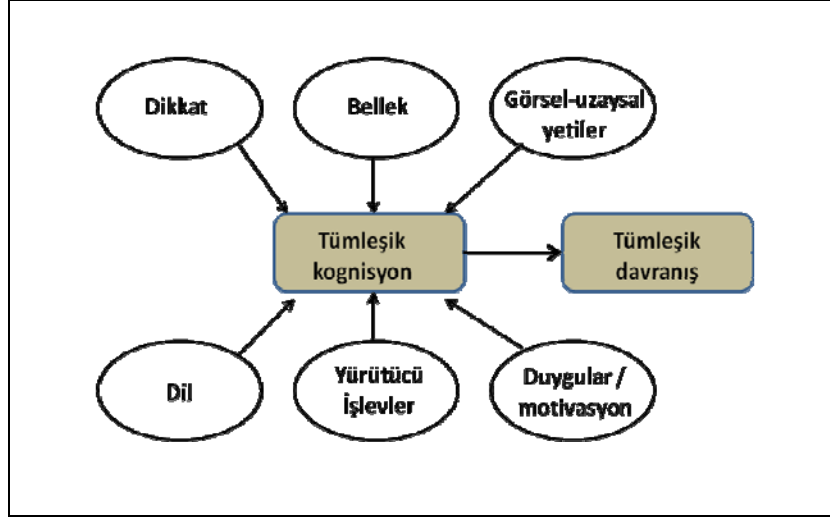 Dikkat
Bellek
Görsel-uzaysal
yetiler
Tümleşik
kognisyon
Tümleşik
davranış
Dil
Yürütücü
İşlevler
Duygular /
motivasyon